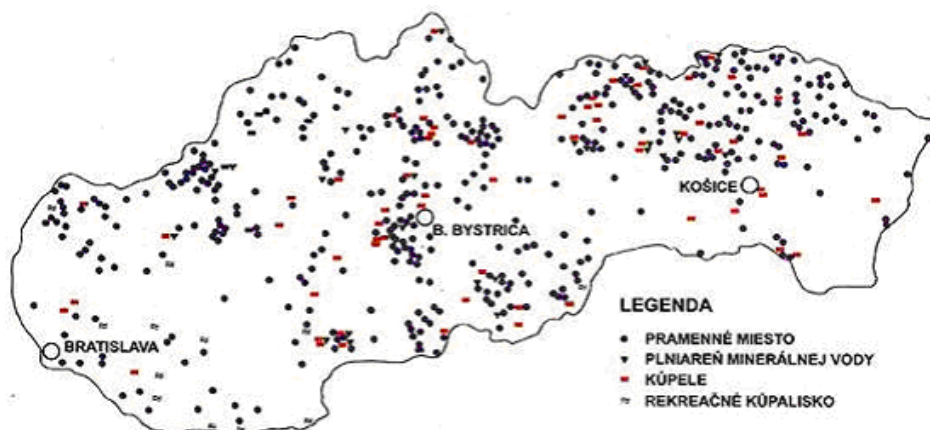 KOŠICE
B. BYSTRICA
BRATISLAVA
LEGENDA
PRAMENNÉ MIESTO
PLNIAREŇ MINERÁLNEJ VODY
KÚPELE
REKREAČNÉ KÚPALISKO